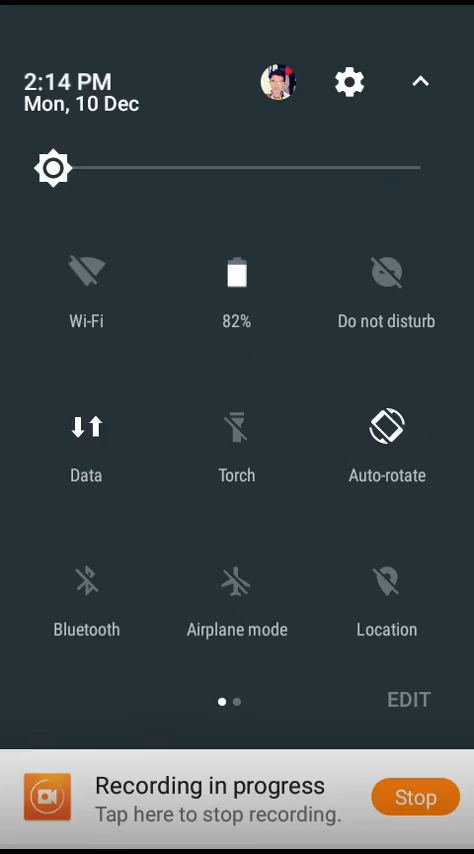 2:14 PM
Mon, 10 Dec
Wi-Fi
82%
Do not disturb
Data
Torch
Auto-rotate
Bluetooth
Airplane mode
Location
EDIT
Recording in progress
Tap here to stop recording.
Stop